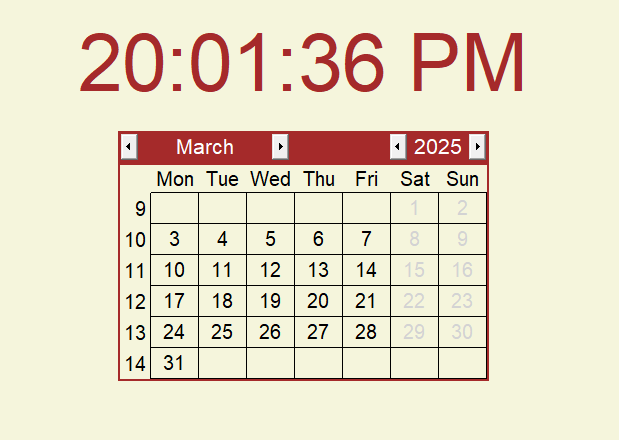 20:01:36 PM
March 2025
Mon Tue Wed Thu Fri Sat Sun
9 1 2
10 3 4 5 6 7 8 9
11 10 11 12 13 14 15 16
12 17 18 19 20 21 22 23
13 24 25 26 27 28 29 30
14 31